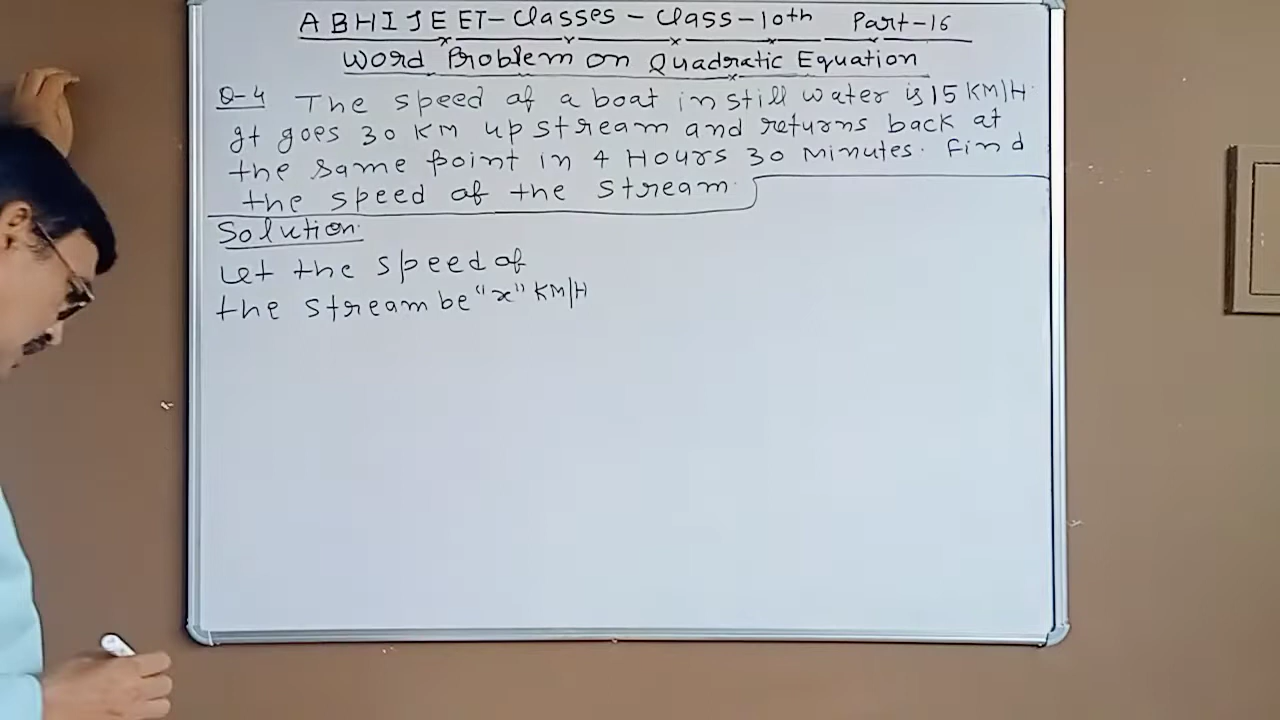 ABHIJEET-Classes-Class-10th Part-16
Word Problem on Quadratic Equation
Q-4 The speed of a boat in still water is 15 KM/H.
It goes 30 KM upstream and returns back at
the same point in 4 Hours 30 Minutes. Find
the speed of the stream.
Solution.
Let the speed of
the stream be "x" KM/H